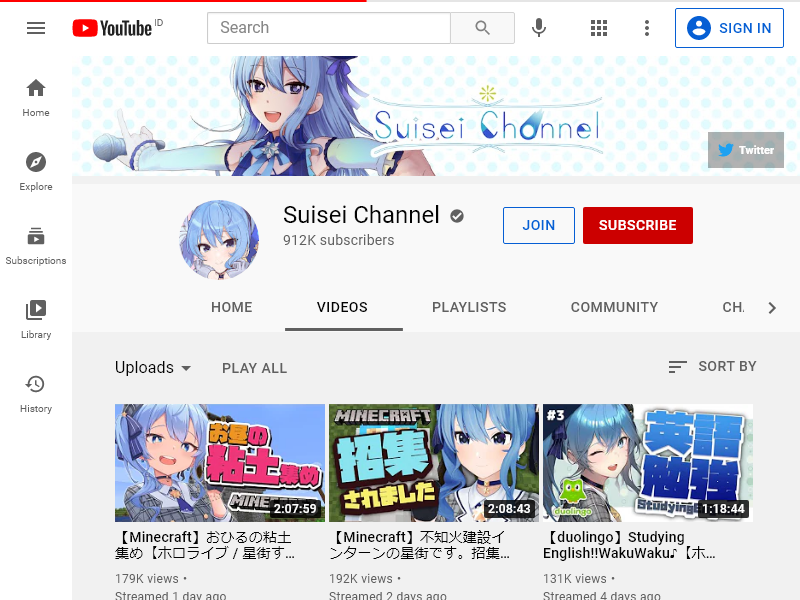 YouTube ID
Search
SIGN IN
Home
Explore
Subscriptions
Library
History
Suisei Channel
Twitter
Suisei Channel
912K subscribers
JOIN
SUBSCRIBE
HOME
VIDEOS
PLAYLISTS
COMMUNITY
CH.
Uploads
PLAY ALL
SORT BY
お昼の
粘土集め
MINECRAFT
2:07:59
MINECRAFT
招集
されました
2:08:43
#3
英語
勉強
duolingo
1:18:44
【Minecraft】おひるの粘土
集め【ホロライブ / 星街す...
179K views •
Streamed 1 day ago
【Minecraft】不知火建設イ
ンターンの星街です。招集...
192K views •
Streamed 2 days ago
【duolingo】Studying
English!!WakuWaku♪【ホ...
131K views •
Streamed 4 days ago